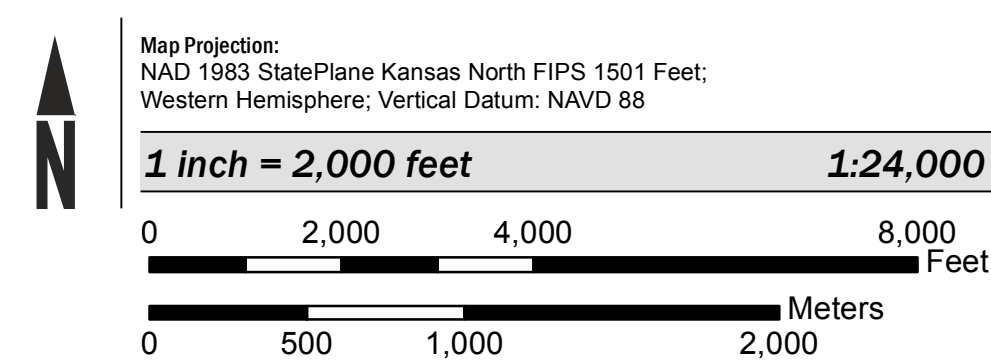 N
Map Projection:
NAD 1983 StatePlane Kansas North FIPS 1501 Feet;
Western Hemisphere; Vertical Datum: NAVD 88
1 inch = 2,000 feet 1:24,000
0 2,000 4,000 8,000
Feet
Meters
0 500 1,000 2,000